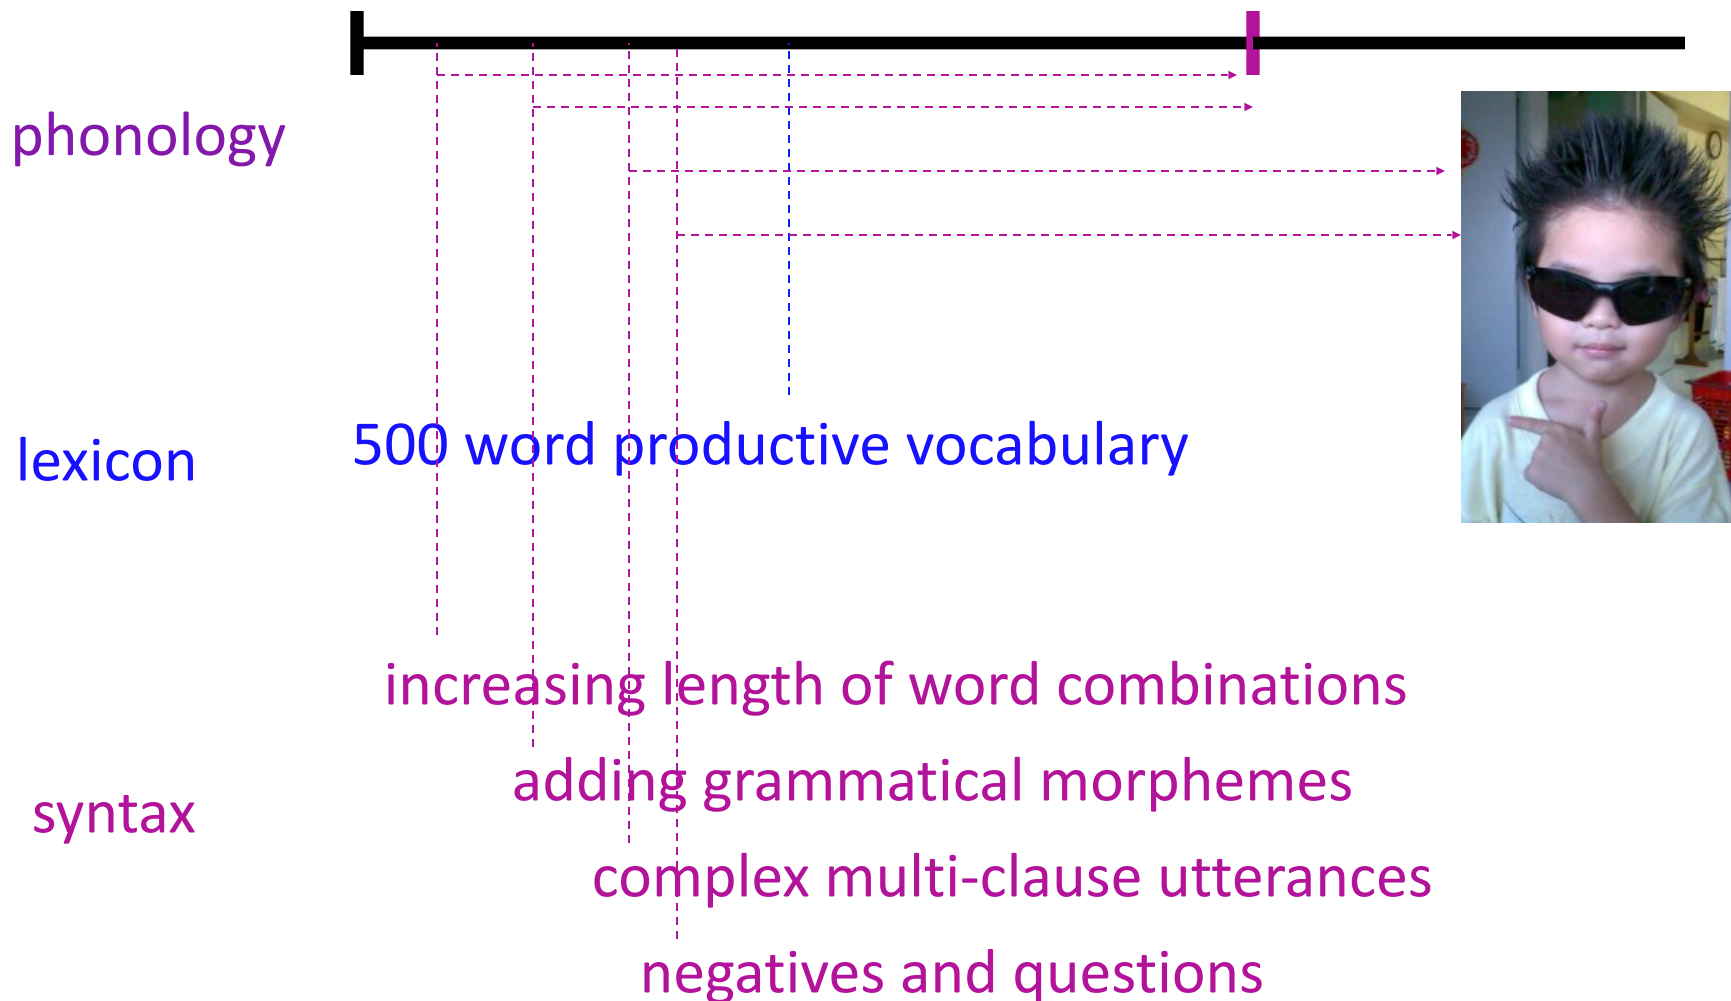 phonology
lexicon
500 word productive vocabulary
increasing length of word combinations
adding grammatical morphemes
syntax
complex multi-clause utterances
negatives and questions